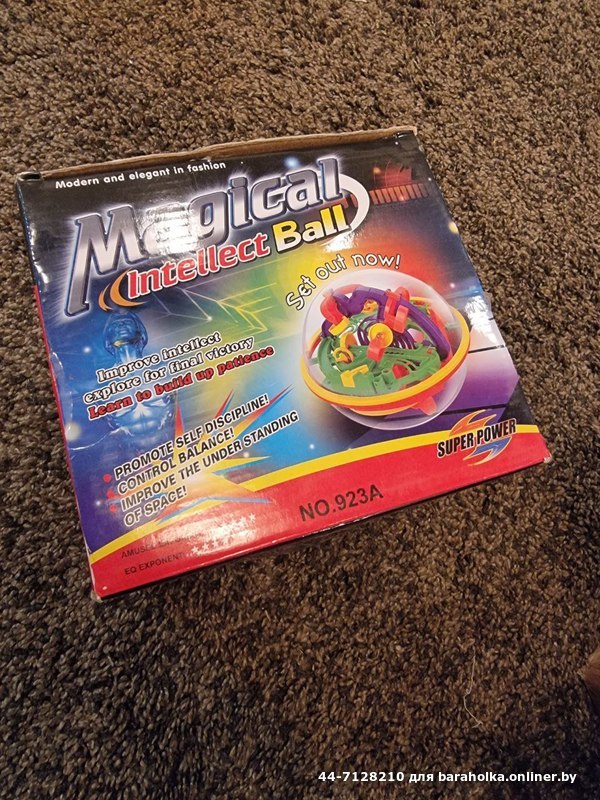 Modern and elegant in fashion
Magical
Intellect Ball
Set out now!
Improve intellect
explore for final victory
Learn to build up patience
PROMOTE SELF DISCIPLINE!
CONTROL BALANCE!
IMPROVE THE UNDER STANDING
OF SPACE!
SUPER POWER
NO.923A
EQ EXPONENT
44-7128210 для baraholka.onliner.by